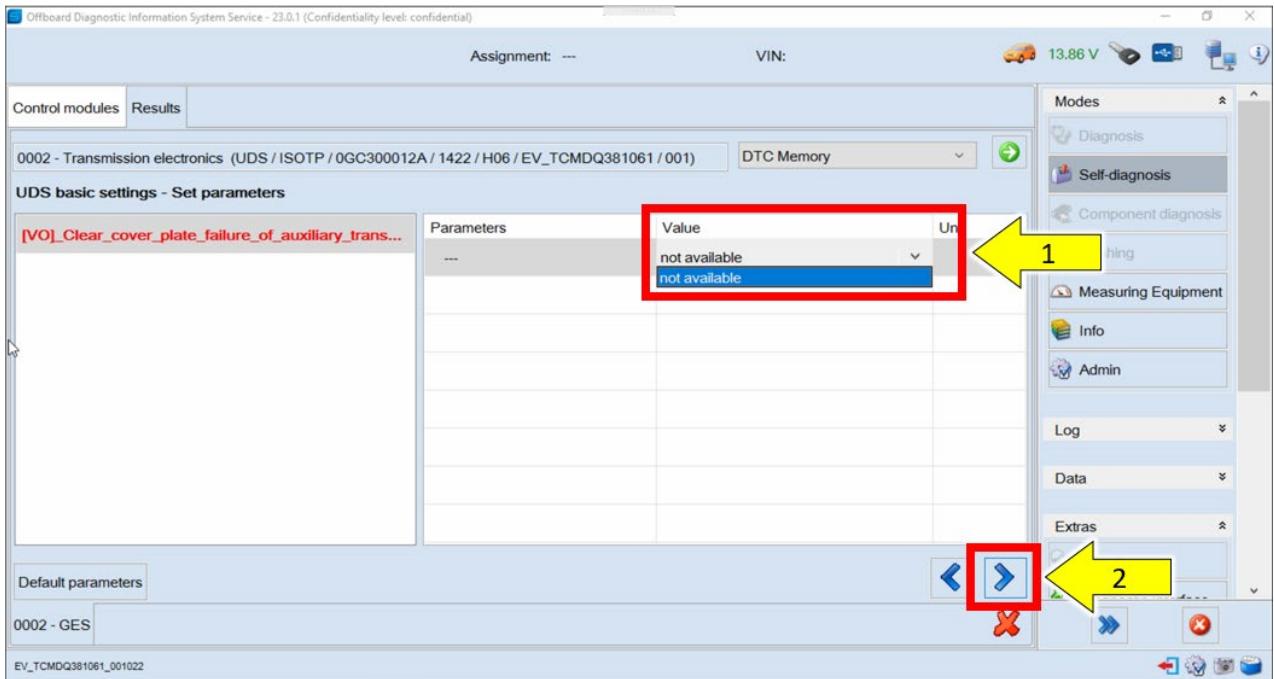 Offboard Diagnostic Information System Service - 23.0.1 (Confidentiality level: confidential)
Assignment: ---
VIN:
13.86 V
Control modules
Results
0002 - Transmission electronics (UDS / ISOTP / 0GC300012A / 1422 / H06 / EV_TCMDQ381061 / 001)
DTC Memory
UDS basic settings - Set parameters
[VO]_Clear_cover_plate_failure_of_auxiliary_trans...
Parameters
Value
Un
---
not available
not available
1
2
Default parameters
0002 - GES
EV_TCMDQ381061_001022
Modes
Diagnosis
Self-diagnosis
Component diagnosis
hing
Measuring Equipment
Info
Admin
Log
Data
Extras